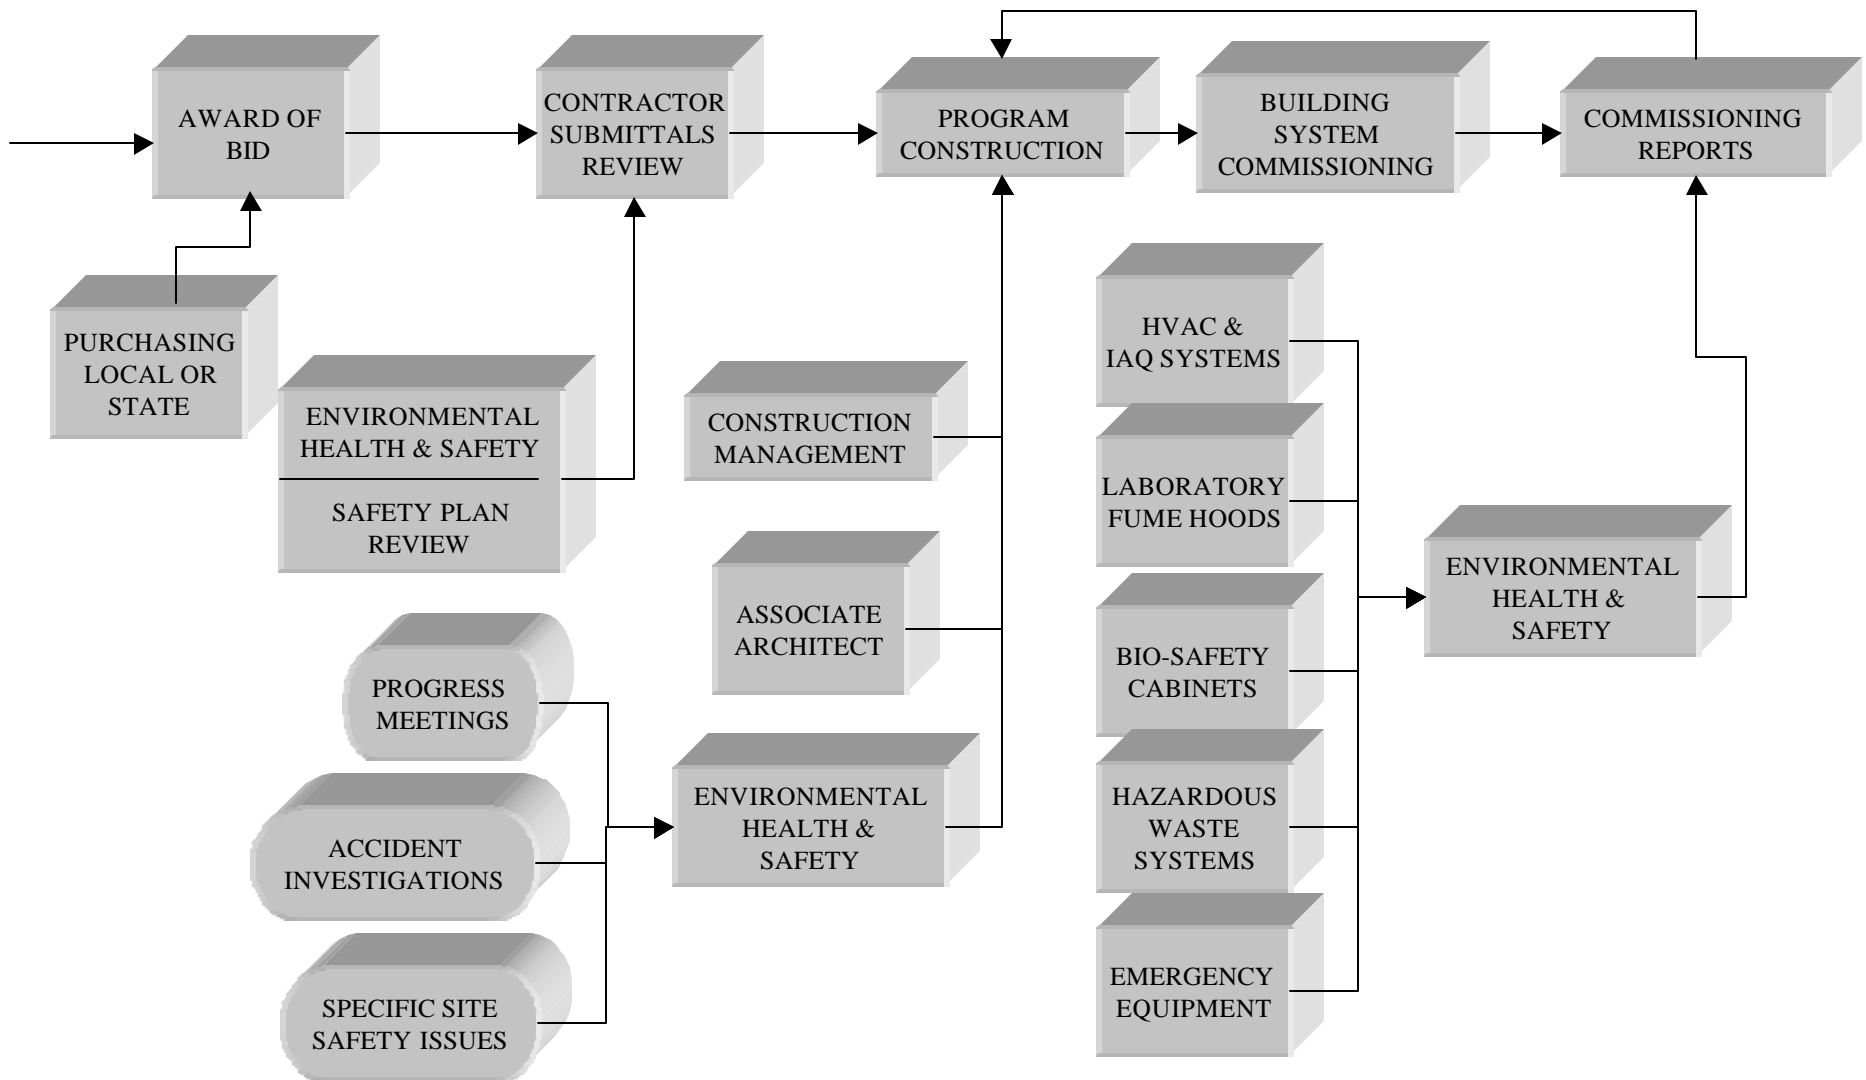 AWARD OF
BID
CONTRACTOR
SUBMITTALS
REVIEW
PROGRAM
CONSTRUCTION
BUILDING
SYSTEM
COMMISSIONING
COMMISSIONING
REPORTS
PURCHASING
LOCAL OR
STATE
ENVIRONMENTAL
HEALTH & SAFETY
SAFETY PLAN
REVIEW
CONSTRUCTION
MANAGEMENT
ASSOCIATE
ARCHITECT
PROGRESS
MEETINGS
ACCIDENT
INVESTIGATIONS
SPECIFIC SITE
SAFETY ISSUES
ENVIRONMENTAL
HEALTH &
SAFETY
HVAC &
IAQ SYSTEMS
LABORATORY
FUME HOODS
BIO-SAFETY
CABINETS
HAZARDOUS
WASTE
SYSTEMS
EMERGENCY
EQUIPMENT
ENVIRONMENTAL
HEALTH &
SAFETY